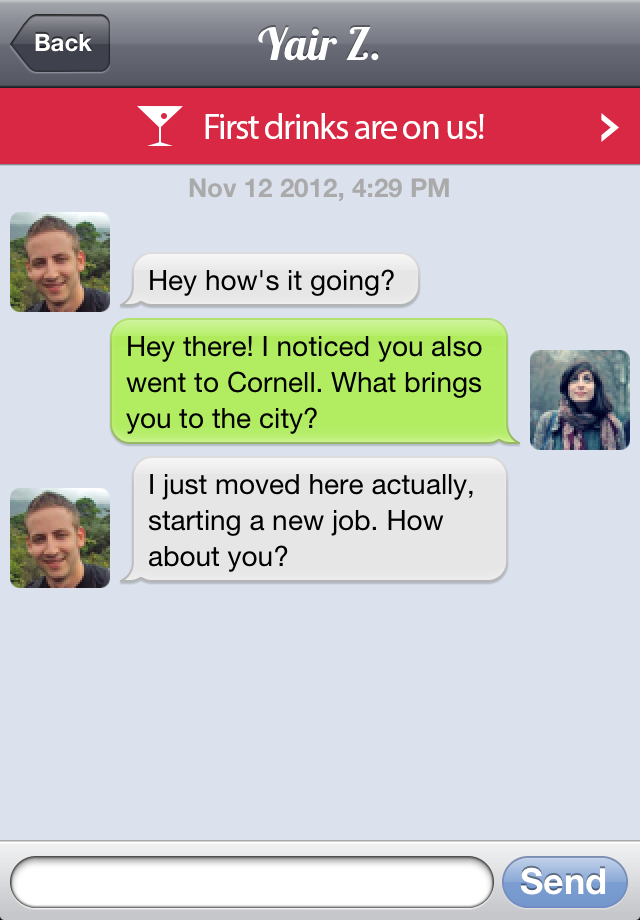 Back
Yair Z.
First drinks are on us!
Nov 12 2012, 4:29 PM
Hey how's it going?
Hey there! I noticed you also
went to Cornell. What brings
you to the city?
I just moved here actually,
starting a new job. How
about you?
Send